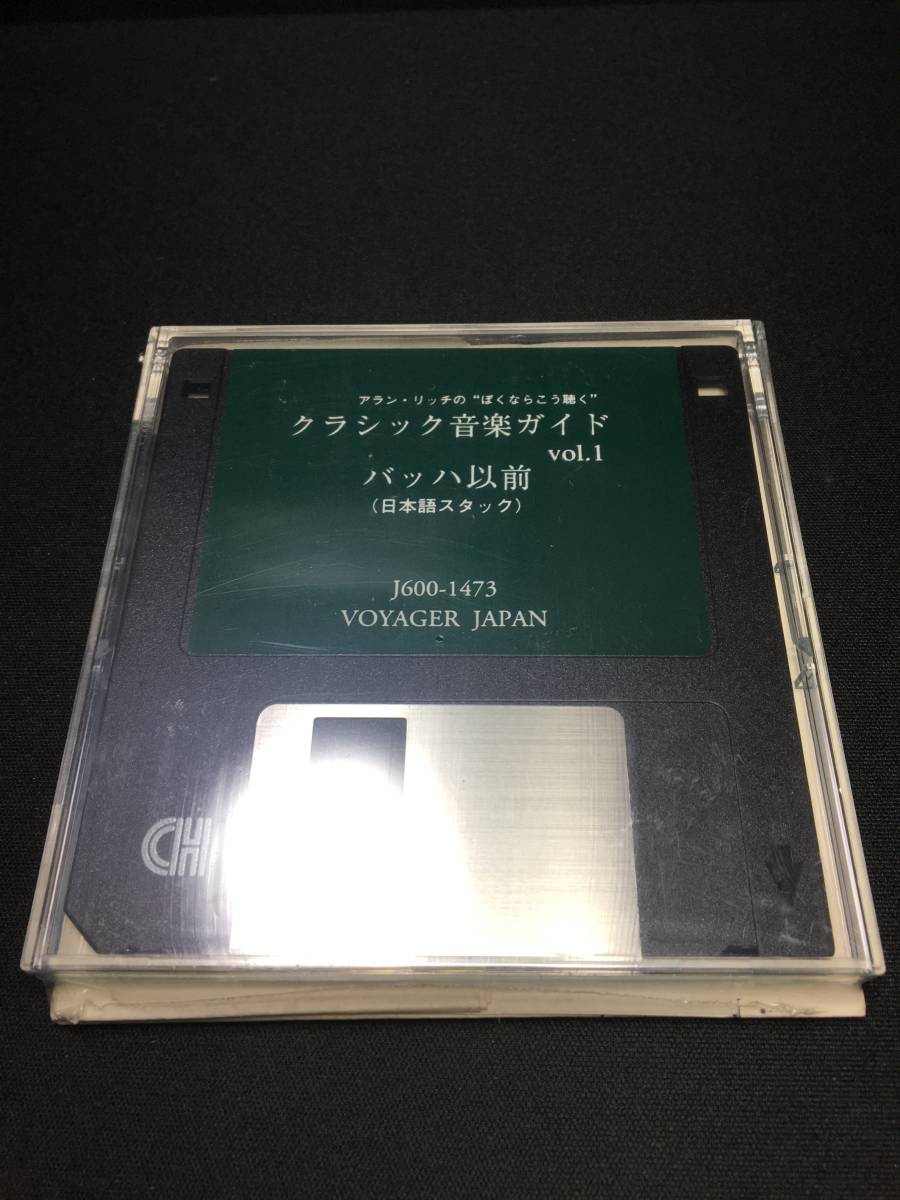 アラン・リッチの“ぼくならこう聴く”
クラシック音楽ガイド
vol.1
バッハ以前
（日本語スタック）
J600-1473
VOYAGER JAPAN